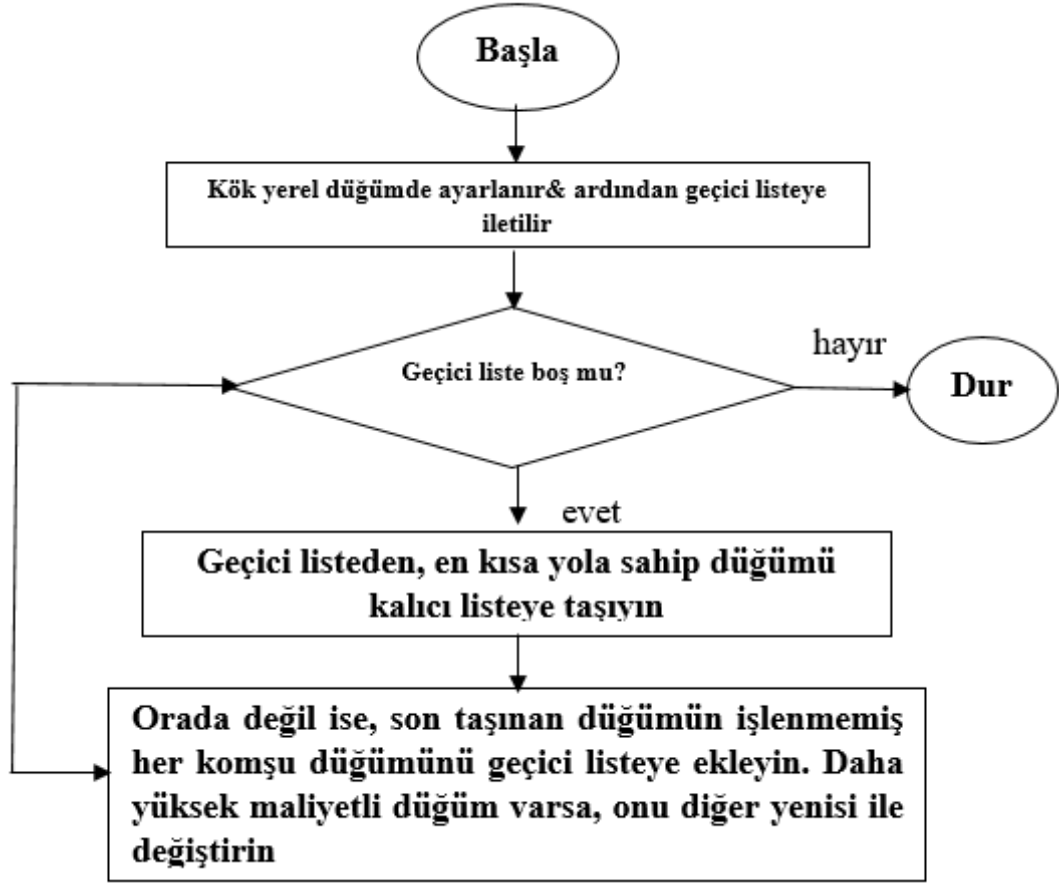 Başla
Kök yerel düğümde ayarlanır& ardından geçici listeye
iletilir
Geçici liste boş mu?
hayır
Dur
evet
Geçici listeden, en kısa yola sahip düğümü
kalıcı listeye taşıyın
Orada değil ise, son taşınan düğümün işlenmemiş
her komşu düğümünü geçici listeye ekleyin. Daha
yüksek maliyetli düğüm varsa, onu diğer yenisi ile
değiştirin